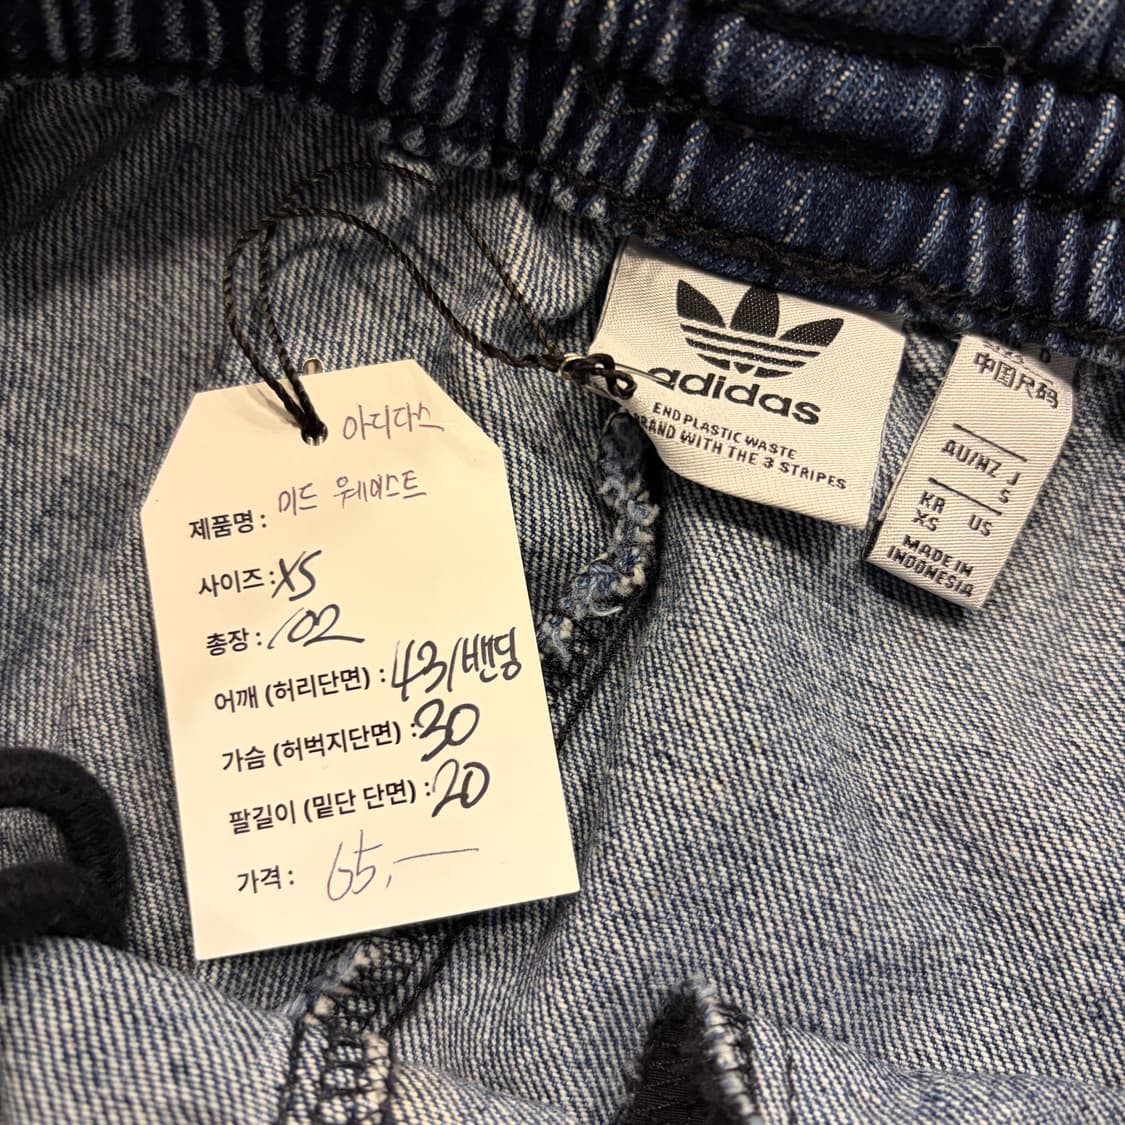 아디다스
제품명 : 미드 웨이스트
사이즈 : XS
총장 : 102
어깨 (허리단면) : 43/밴딩
가슴 (허벅지단면) : 30
팔길이 (밑단 단면) : 20
가격 : 65,—
adidas
END PLASTIC WASTE
BRAND WITH THE 3 STRIPES
中国尺码
AU/NZ J
S
KR US
XS
MADE IN
INDONESIA